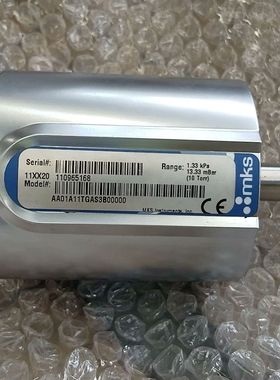 Serial#:
11XX20 110965168
Model#:
AA01A11TGAS3B00000
Range: 1.33 kPa
13.33 mBar
(10 Torr)
MKS Instruments, Inc.
CE
mks